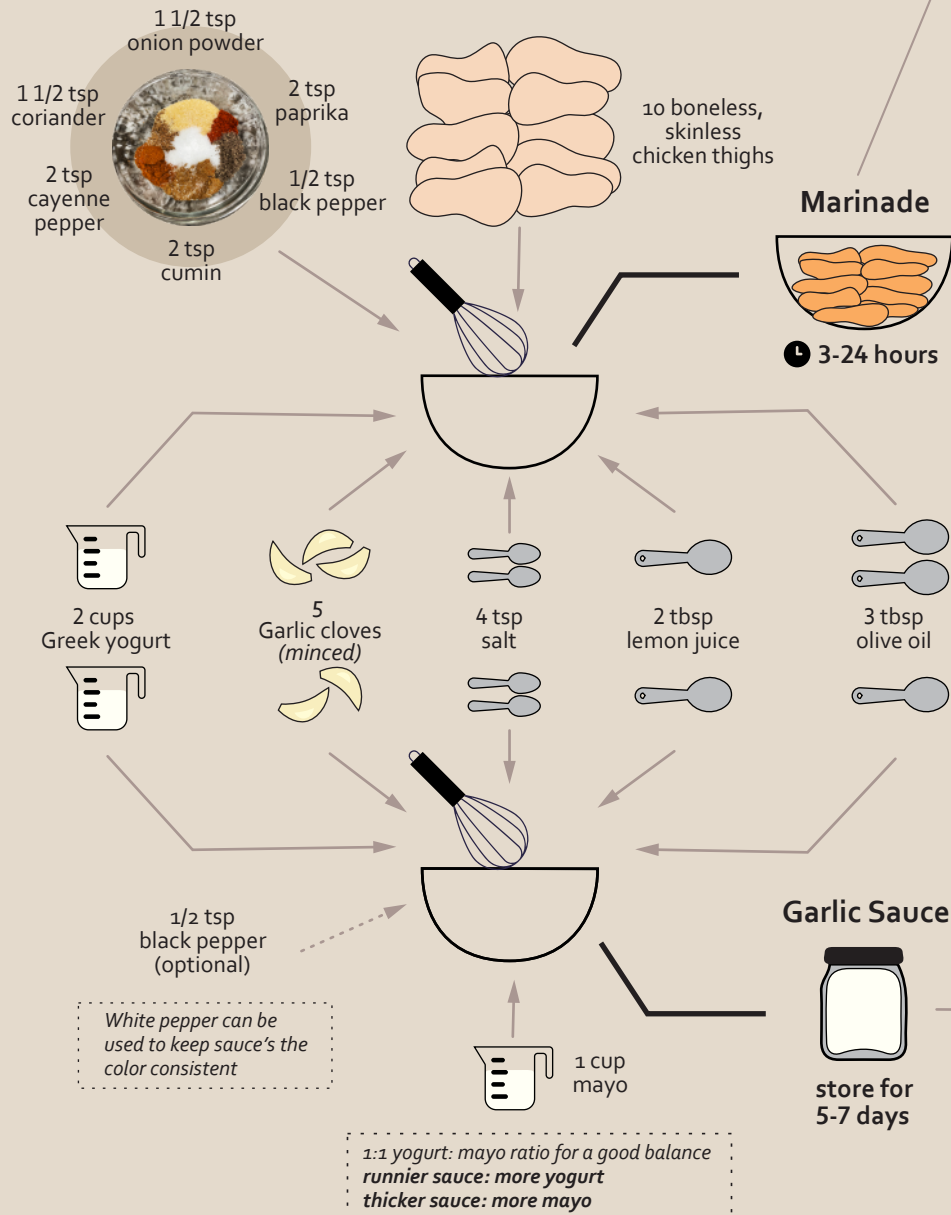 1 1/2 tsp
onion powder
1 1/2 tsp
coriander
2 tsp
paprika
2 tsp
cayenne
pepper
1/2 tsp
black pepper
2 tsp
cumin
10 boneless,
skinless
chicken thighs
Marinade
3-24 hours
2 cups
Greek yogurt
5
Garlic cloves
(minced)
4 tsp
salt
2 tbsp
lemon juice
3 tbsp
olive oil
1/2 tsp
black pepper
(optional)
White pepper can be
used to keep sauce's the
color consistent
1 cup
mayo
1:1 yogurt: mayo ratio for a good balance
runnier sauce: more yogurt
thicker sauce: more mayo
Garlic Sauce
store for
5-7 days